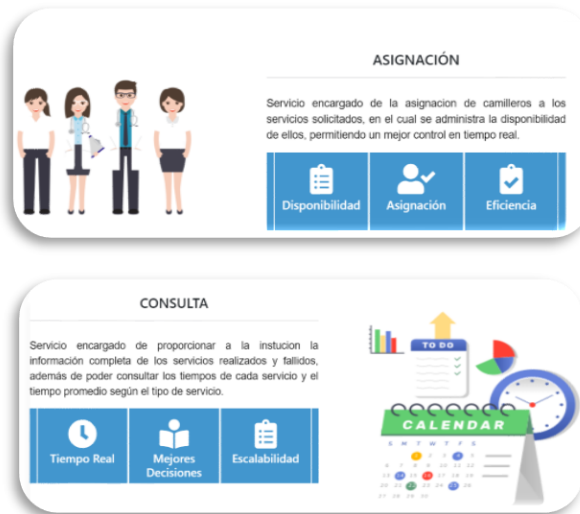 ASIGNACIÓN
Servicio encargado de la asignacion de camilleros a los
servicios solicitados, en el cual se administra la disponibilidad
de ellos, permitiendo un mejor control en tiempo real.
Disponibilidad
Asignación
Eficiencia
CONSULTA
Servicio encargado de proporcionar a la instucion la
información completa de los servicios realizados y fallidos,
además de poder consultar los tiempos de cada servicio y el
tiempo promedio según el tipo de servicio.
Tiempo Real
Mejores
Decisiones
Escalabilidad
TO DO
CALENDAR
S M T W T F S